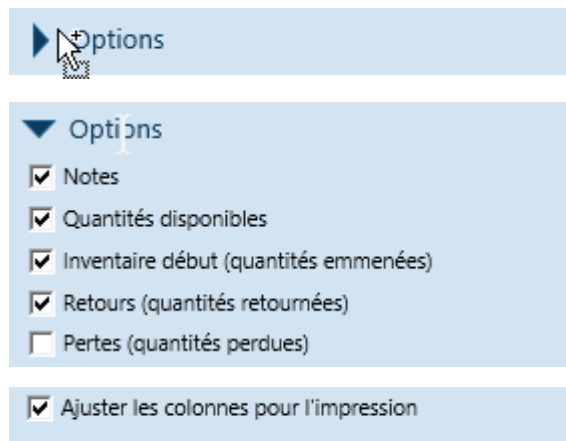 Options
Options
Notes
Quantités disponibles
Inventaire début (quantités emmenées)
Retours (quantités retournées)
Pertes (quantités perdues)
Ajuster les colonnes pour l'impression